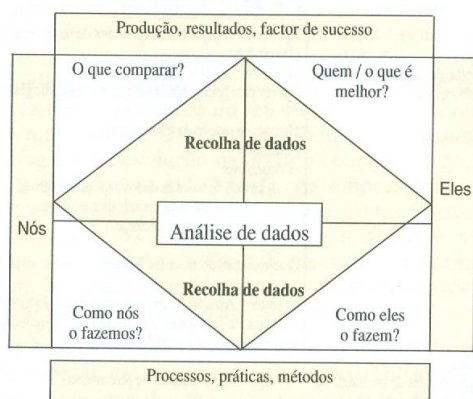 Produção, resultados, factor de sucesso
O que comparar?
Quem / o que é
melhor?
Recolha de dados
Nós
Eles
Análise de dados
Recolha de dados
Como nós
o fazemos?
Como eles
o fazem?
Processos, práticas, métodos